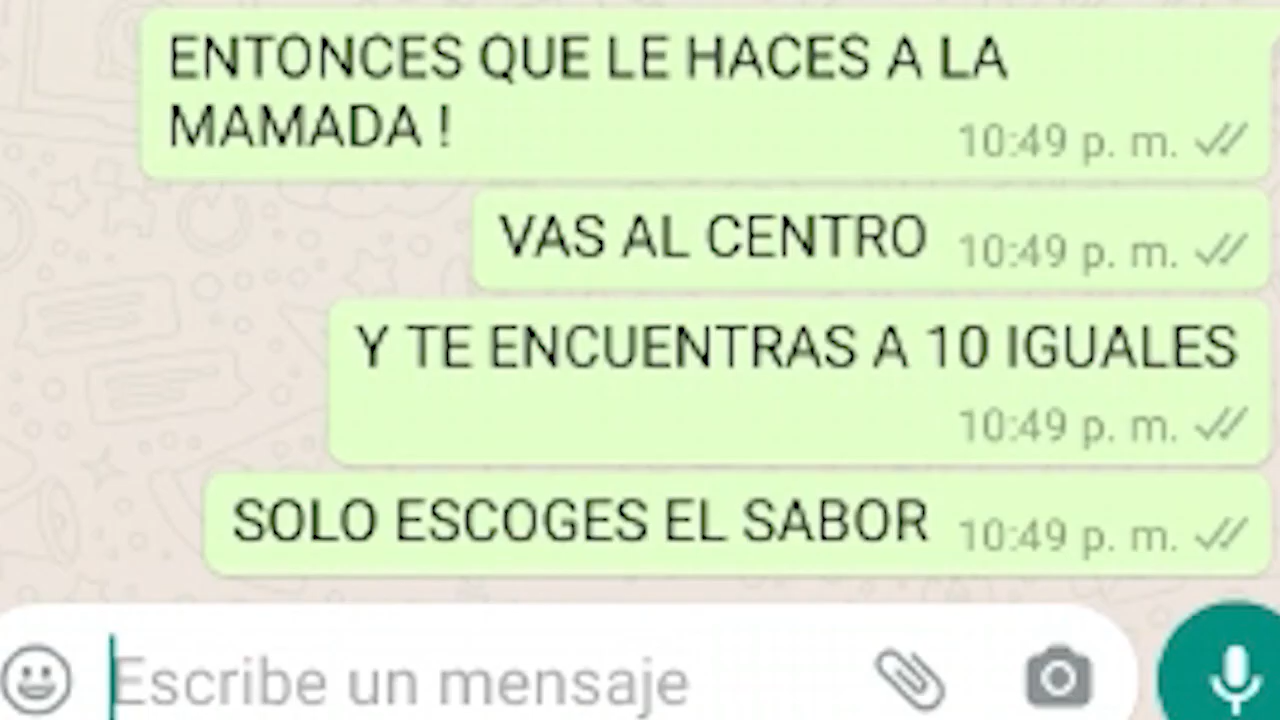 ENTONCES QUE LE HACES A LA
MAMADA !
10:49 p. m.
VAS AL CENTRO 10:49 p. m.
Y TE ENCUENTRAS A 10 IGUALES
10:49 p. m.
SOLO ESCOGES EL SABOR 10:49 p. m.
Escribe un mensaje